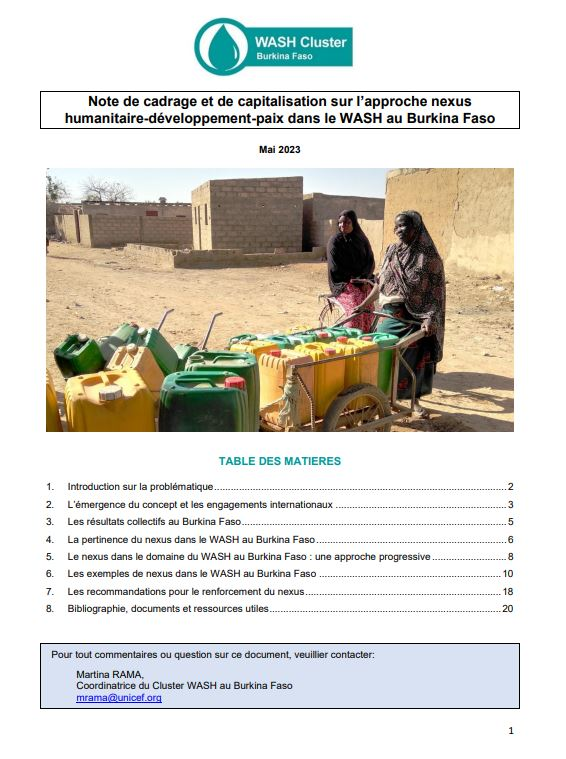 WASH Cluster
Burkina Faso
Note de cadrage et de capitalisation sur l'approche nexus
humanitaire-développement-paix dans le WASH au Burkina Faso
Mai 2023
TABLE DES MATIERES
1. Introduction sur la problématique 2
2. L'émergence du concept et les engagements internationaux 3
3. Les résultats collectifs au Burkina Faso 5
4. La pertinence du nexus dans le WASH au Burkina Faso 6
5. Le nexus dans le domaine du WASH au Burkina Faso : une approche progressive 8
6. Les exemples de nexus dans le WASH au Burkina Faso 10
7. Les recommandations pour le renforcement du nexus 18
8. Bibliographie, documents et ressources utiles 20
Pour tout commentaires ou question sur ce document, veuillier contacter:
Martina RAMA,
Coordinatrice du Cluster WASH au Burkina Faso
mrama@unicef.org
1